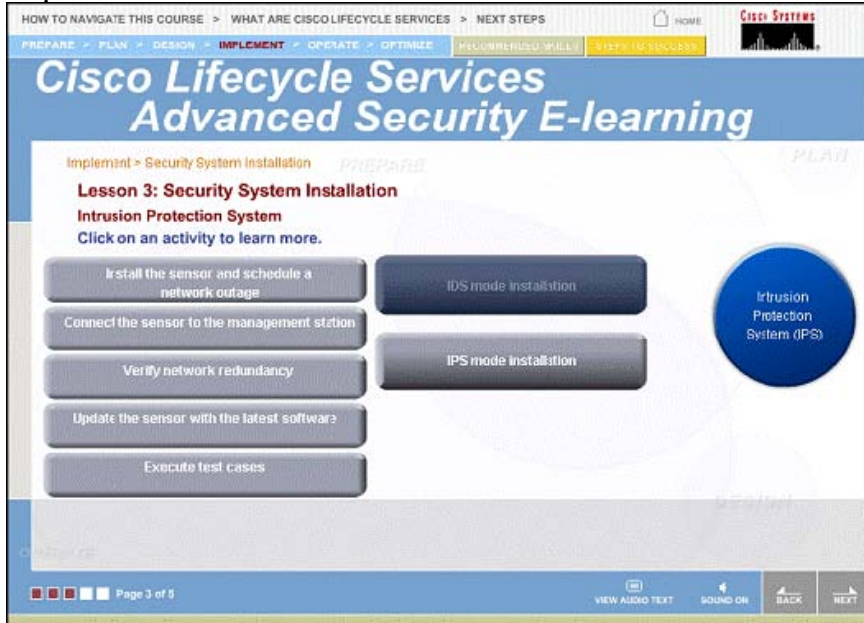 HOW TO NAVIGATE THIS COURSE > WHAT ARE CISCO LIFECYCLE SERVICES > NEXT STEPS
HOME
CISCO SYSTEMS
PREPARE > PLAN > DESIGN > IMPLEMENT > OPERATE > OPTIMIZE
RECOMMENDED SKILLS
STEPS TO SUCCESS
Cisco Lifecycle Services
Advanced Security E-learning
Implement > Security System Installation
PREPARE
PLAN
Lesson 3: Security System Installation
Intrusion Protection System
Click on an activity to learn more.
Install the sensor and schedule a
network outage
IDS mode installation
Connect the sensor to the management station
Intrusion
Protection
System (IPS)
Verify network redundancy
IPS mode installation
Update the sensor with the latest software
Execute test cases
DESIGN
Page 3 of 5
VIEW AUDIO TEXT
SOUND ON
BACK
NEXT